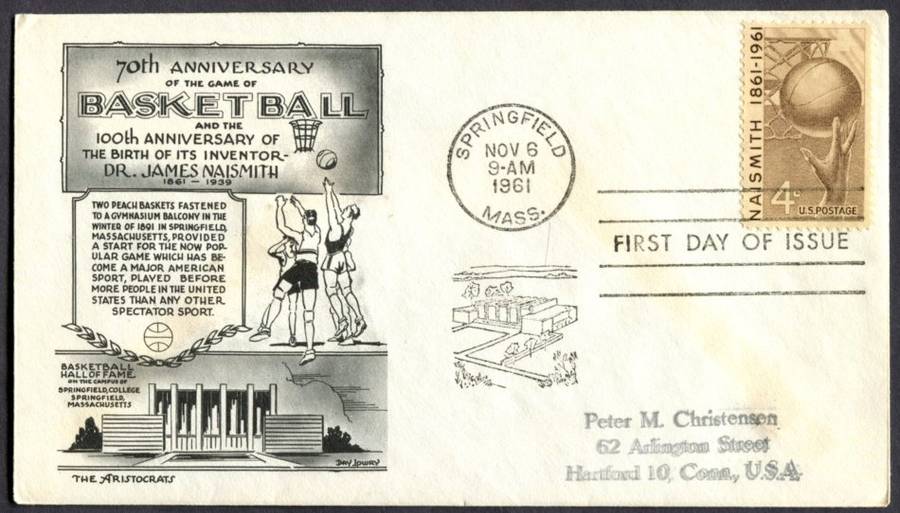 70th ANNIVERSARY
OF THE GAME OF
BASKETBALL
AND THE
100th ANNIVERSARY OF
THE BIRTH OF ITS INVENTOR-
DR. JAMES NAISMITH
1861 - 1939
TWO PEACH BASKETS FASTENED
TO A GYMNASIUM BALCONY IN THE
WINTER OF 1891 IN SPRINGFIELD,
MASSACHUSETTS, PROVIDED
A START FOR THE NOW POP-
ULAR GAME WHICH HAS BE-
COME A MAJOR AMERICAN
SPORT, PLAYED BEFORE
MORE PEOPLE IN THE UNITED
STATES THAN ANY OTHER
SPECTATOR SPORT.
BASKETBALL
HALL OF FAME
ON THE CAMPUS OF
SPRINGFIELD, COLLEGE
SPRINGFIELD,
MASSACHUSETTS
DAY LOWRY
THE ARISTOCRATS
SPRINGFIELD
NOV 6
9-AM
1961
MASS.
NAISMITH 1861-1961
4c
U.S. POSTAGE
FIRST DAY OF ISSUE
Peter M. Christensen
62 Arlington Street
Hartford 10, Conn., U.S.A.